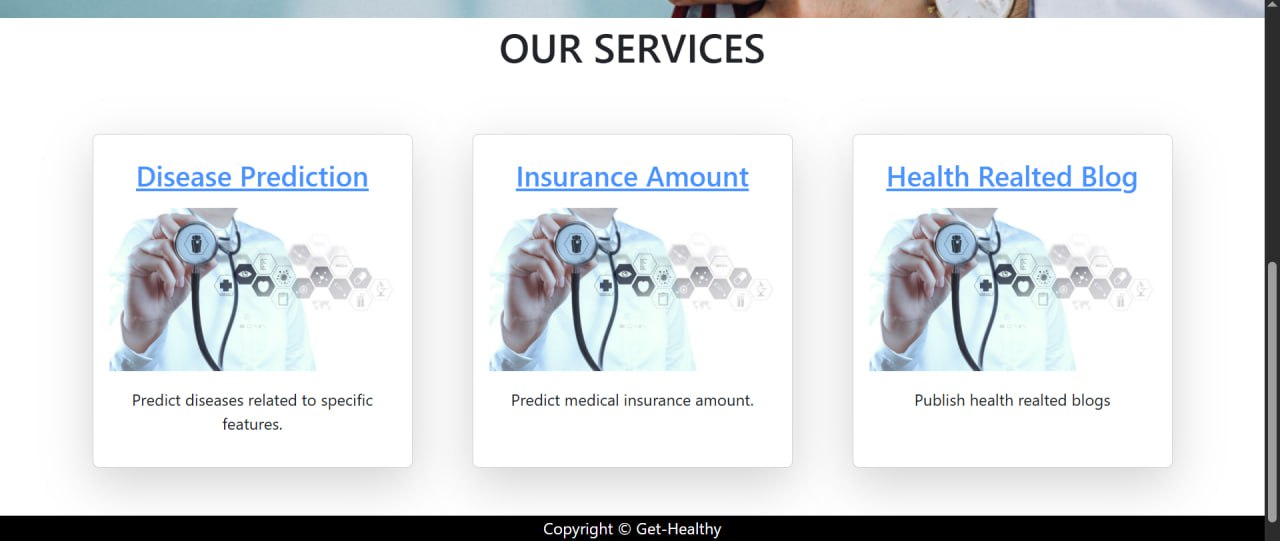 OUR SERVICES
Disease Prediction
Predict diseases related to specific
features.
Insurance Amount
Predict medical insurance amount.
Health Realted Blog
Publish health realted blogs
Copyright © Get-Healthy